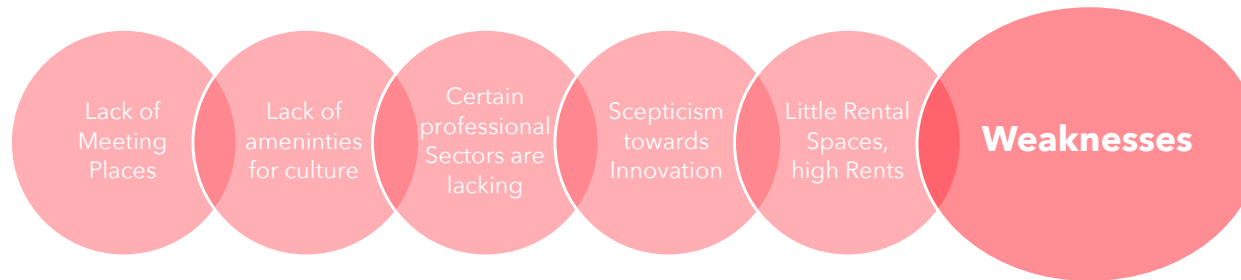 Lack of
Meeting
Places
Lack of
ameninties
for culture
Certain
professional
Sectors are
lacking
Scepticism
towards
Innovation
Little Rental
Spaces,
high Rents
Weaknesses